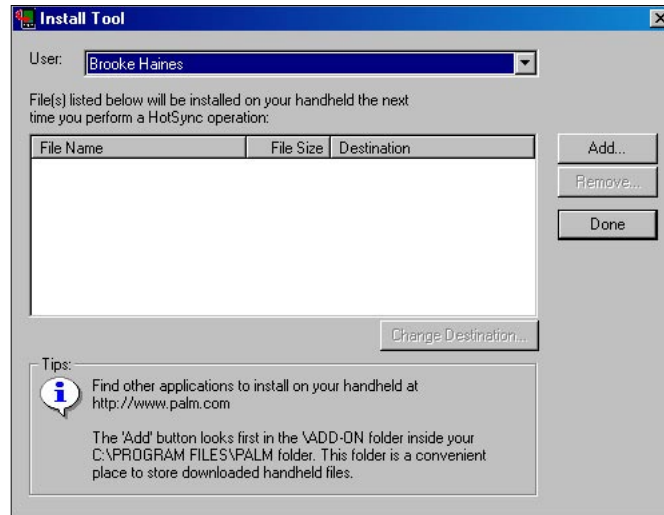 Install Tool
User: Brooke Haines
File(s) listed below will be installed on your handheld the next
time you perform a HotSync operation:
File Name File Size Destination
Add...
Remove...
Done
Change Destination...
Tips:
Find other applications to install on your handheld at
http://www.palm.com
The 'Add' button looks first in the \ADD-ON folder inside your
C:\PROGRAM FILES\PALM folder. This folder is a convenient
place to store downloaded handheld files.